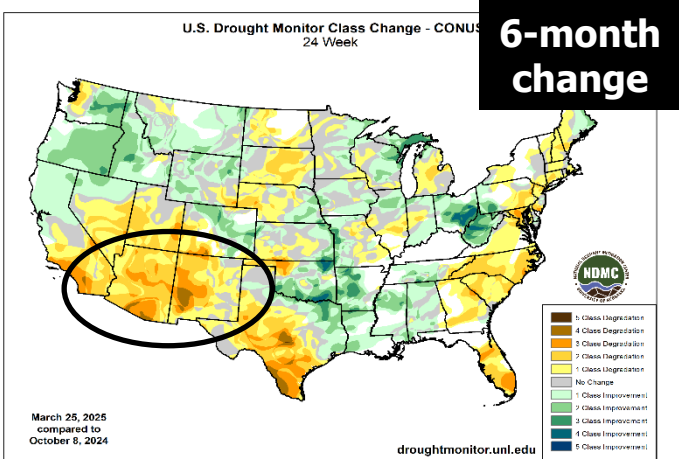 U.S. Drought Monitor Class Change - CONUS
24 Week
6-month
change
NDMC
5 Class Degradation
4 Class Degradation
3 Class Degradation
2 Class Degradation
1 Class Degradation
No Change
1 Class Improvement
2 Class Improvement
3 Class Improvement
4 Class Improvement
5 Class Improvement
March 25, 2025
compared to
October 8, 2024
droughtmonitor.unl.edu